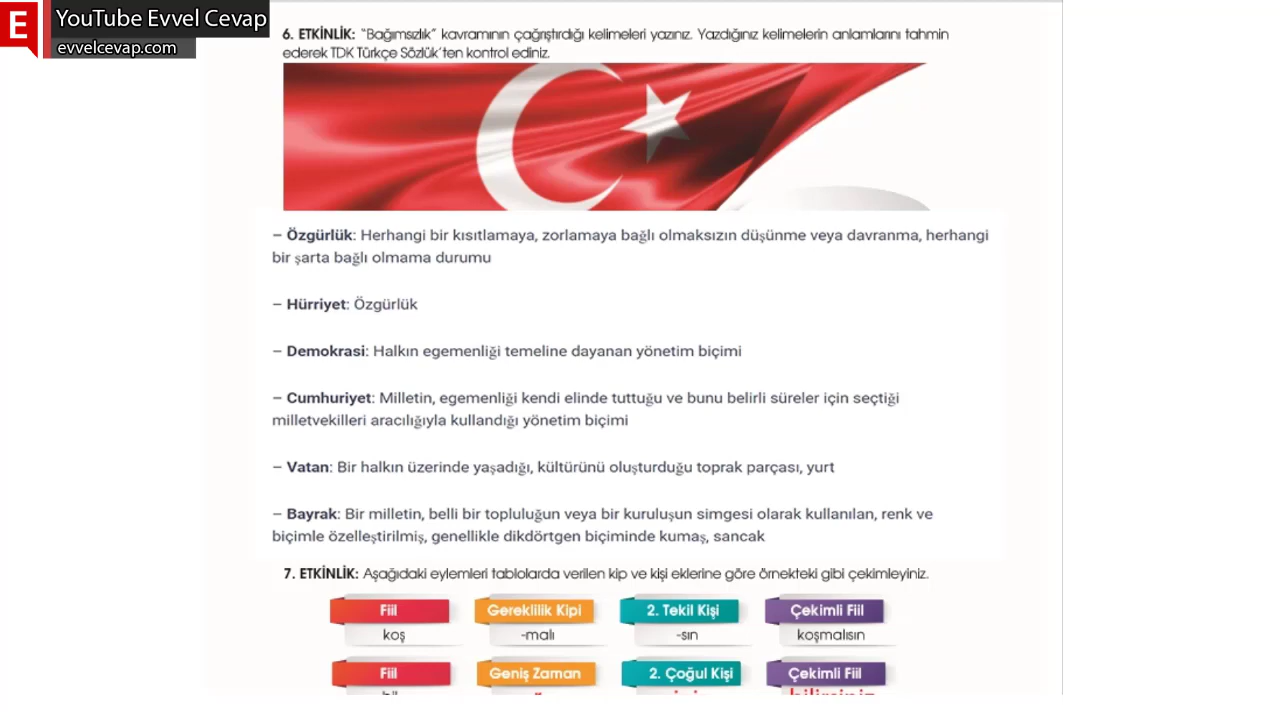 YouTube Evvel Cevap
evvelcevap.com
6. ETKİNLİK: "Bağımsızlık" kavramının çağrıştırdığı kelimeleri yazınız. Yazdığınız kelimelerin anlamlarını tahmin
ederek TDK Türkçe Sözlük'ten kontrol ediniz.
– Özgürlük: Herhangi bir kısıtlamaya, zorlamaya bağlı olmaksızın düşünme veya davranma, herhangi
bir şarta bağlı olmama durumu
– Hürriyet: Özgürlük
– Demokrasi: Halkın egemenliği temeline dayanan yönetim biçimi
– Cumhuriyet: Milletin, egemenliği kendi elinde tuttuğu ve bunu belirli süreler için seçtiği
milletvekilleri aracılığıyla kullandığı yönetim biçimi
– Vatan: Bir halkın üzerinde yaşadığı, kültürünü oluşturduğu toprak parçası, yurt
– Bayrak: Bir milletin, belli bir topluluğun veya bir kuruluşun simgesi olarak kullanılan, renk ve
biçimle özelleştirilmiş, genellikle dikdörtgen biçiminde kumaş, sancak
7. ETKİNLİK: Aşağıdaki eylemleri tablolarda verilen kip ve kişi eklerine göre örnekteki gibi çekimleyiniz.
Fiil Gereklilik Kipi 2. Tekil Kişi Çekimli Fiil
koş -malı -sın koşmalısın
Fiil Geniş Zaman 2. Çoğul Kişi Çekimli Fiil